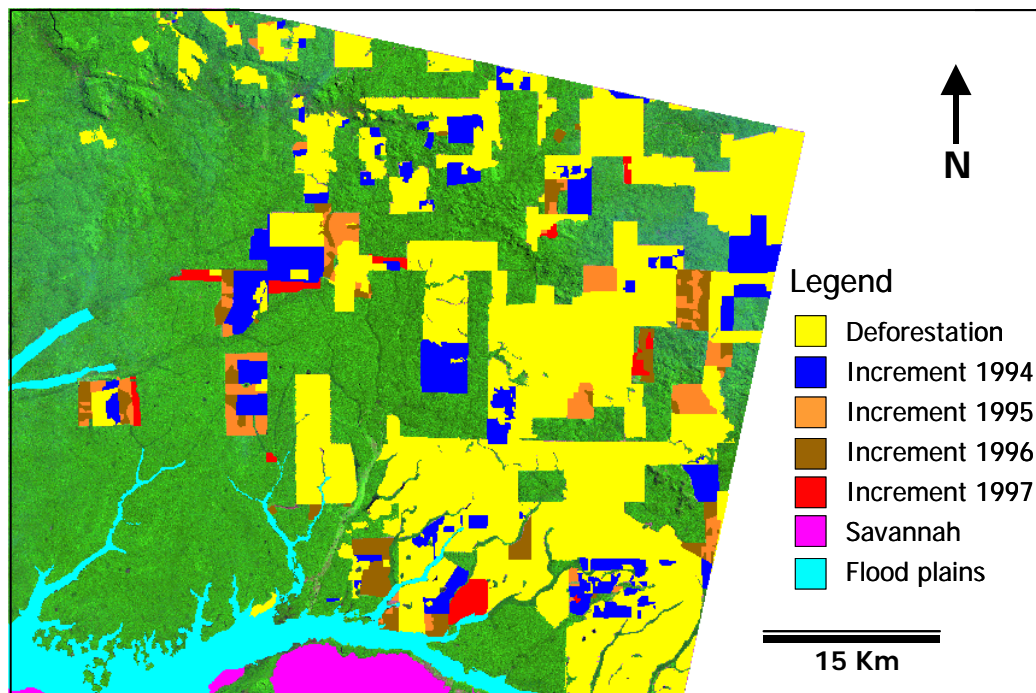 N
Legend
Deforestation
Increment 1994
Increment 1995
Increment 1996
Increment 1997
Savannah
Flood plains
15 Km